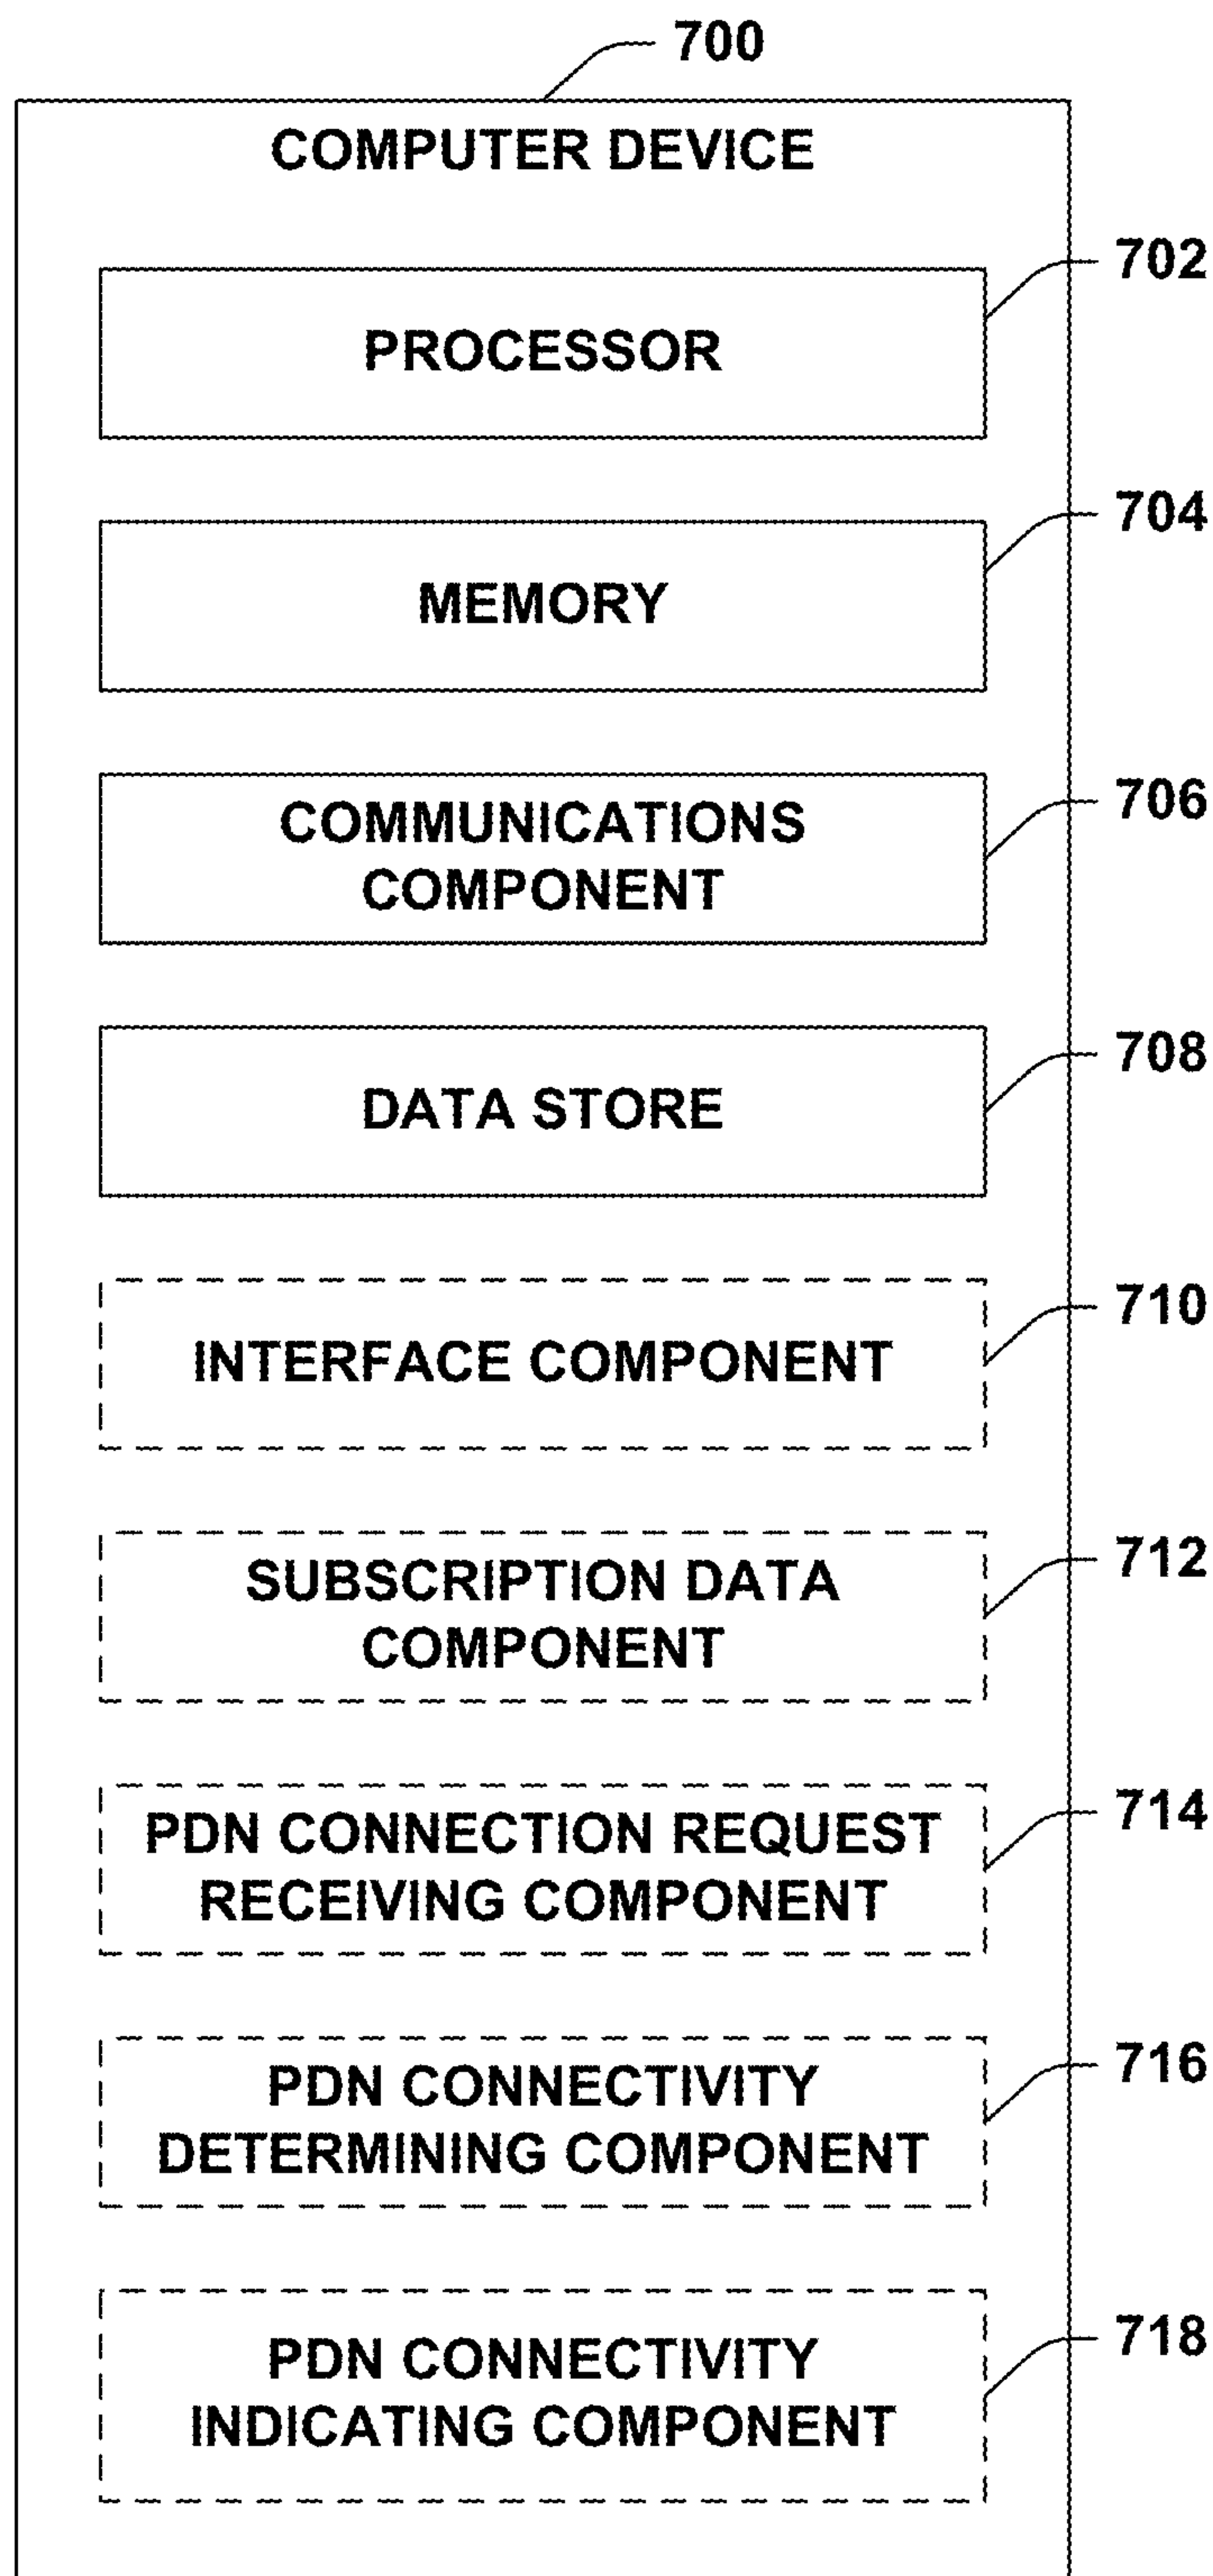 700
COMPUTER DEVICE
702
PROCESSOR
704
MEMORY
706
COMMUNICATIONS
COMPONENT
708
DATA STORE
710
INTERFACE COMPONENT
712
SUBSCRIPTION DATA
COMPONENT
714
PDN CONNECTION REQUEST
RECEIVING COMPONENT
716
PDN CONNECTIVITY
DETERMINING COMPONENT
718
PDN CONNECTIVITY
INDICATING COMPONENT